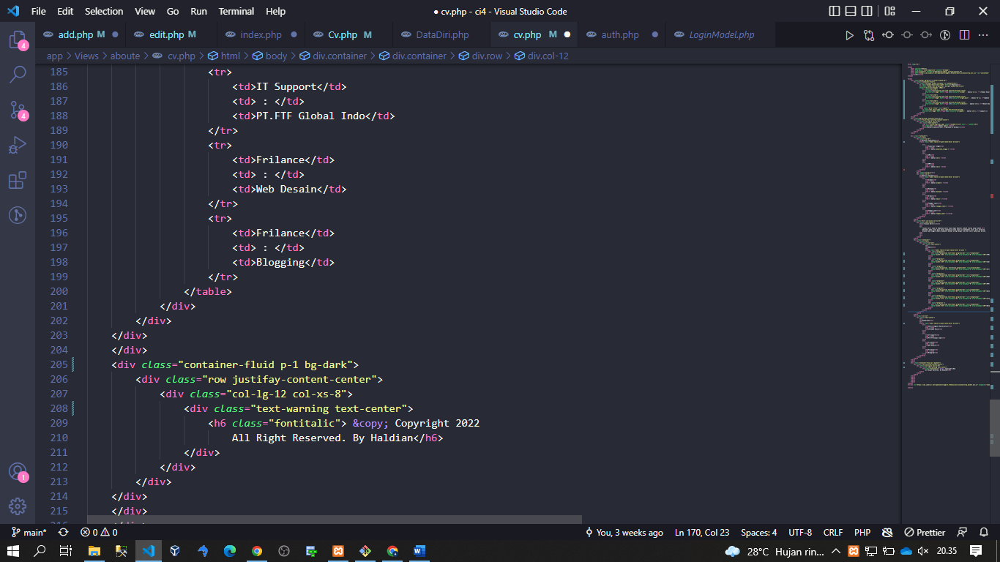 File Edit Selection View Go Run Terminal Help
● cv.php - ci4 - Visual Studio Code
add.php M ● edit.php M index.php ● Cv.php M DataDiri.php cv.php M ● auth.php ● LoginModel.php
app > Views > aboute > cv.php > html > body > div.container > div.container > div.row > div.col-12
185 <tr>
186 <td>IT Support</td>
187 <td> : </td>
188 <td>PT.FTF Global Indo</td>
189 </tr>
190 <tr>
191 <td>Frilance</td>
192 <td> : </td>
193 <td>Web Desain</td>
194 </tr>
195 <tr>
196 <td>Frilance</td>
197 <td> : </td>
198 <td>Blogging</td>
199 </tr>
200 </table>
201 </div>
202 </div>
203 </div>
204 </div>
205 <div class="container-fluid p-1 bg-dark">
206 <div class="row justifay-content-center">
207 <div class="col-lg-12 col-xs-8">
208 <div class="text-warning text-center">
209 <h6 class="fontitalic"> &copy; Copyright 2022
210 All Right Reserved. By Haldian</h6>
211 </div>
212 </div>
213 </div>
214 </div>
215 </div>
4
4
1
main* 0 0 You, 3 weeks ago Ln 170, Col 23 Spaces: 4 UTF-8 CRLF PHP Prettier
28°C Hujan rin... 20.35